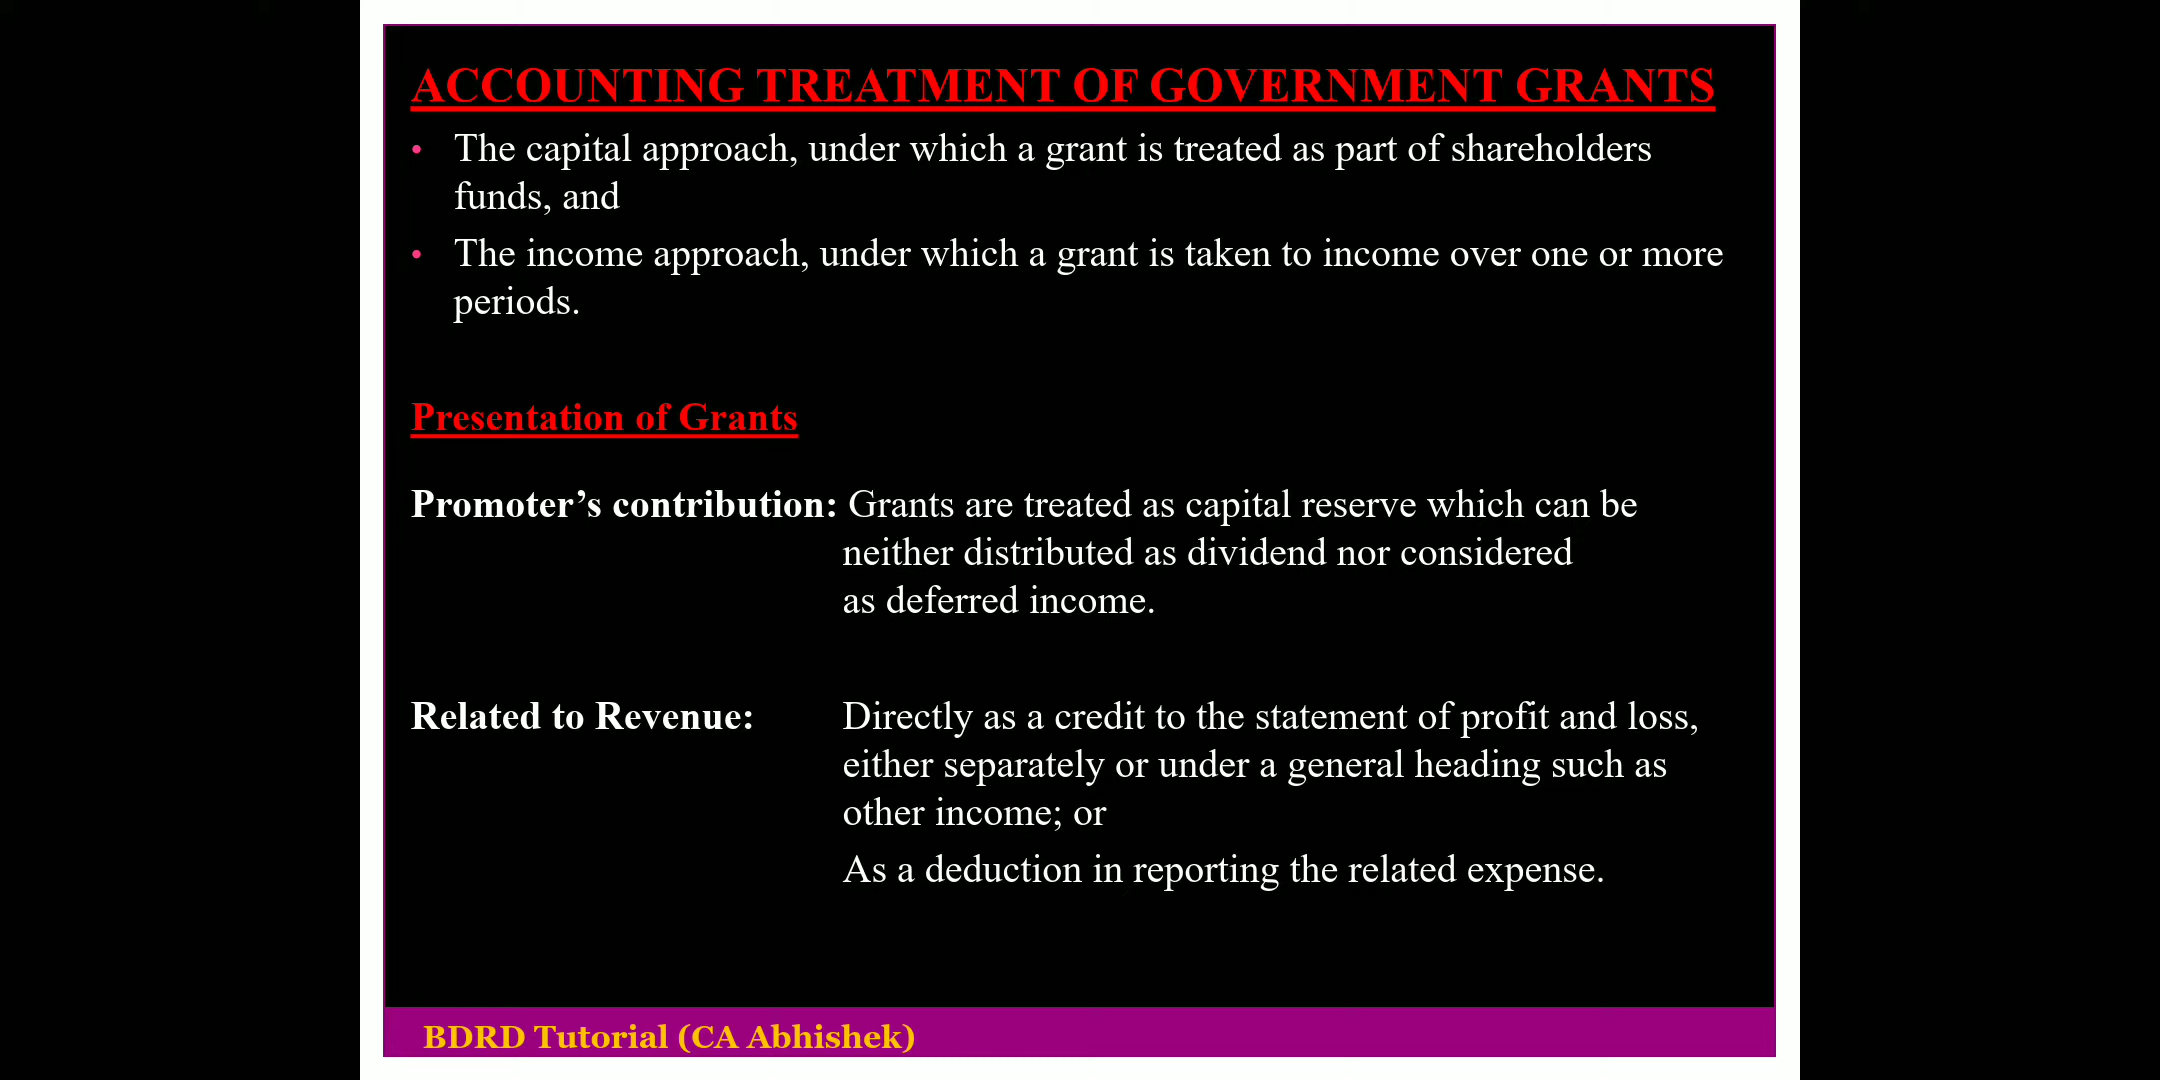 ACCOUNTING TREATMENT OF GOVERNMENT GRANTS
• The capital approach, under which a grant is treated as part of shareholders
funds, and
• The income approach, under which a grant is taken to income over one or more
periods.
Presentation of Grants
Promoter’s contribution: Grants are treated as capital reserve which can be
neither distributed as dividend nor considered
as deferred income.
Related to Revenue: Directly as a credit to the statement of profit and loss,
either separately or under a general heading such as
other income; or
As a deduction in reporting the related expense.
BDRD Tutorial (CA Abhishek)